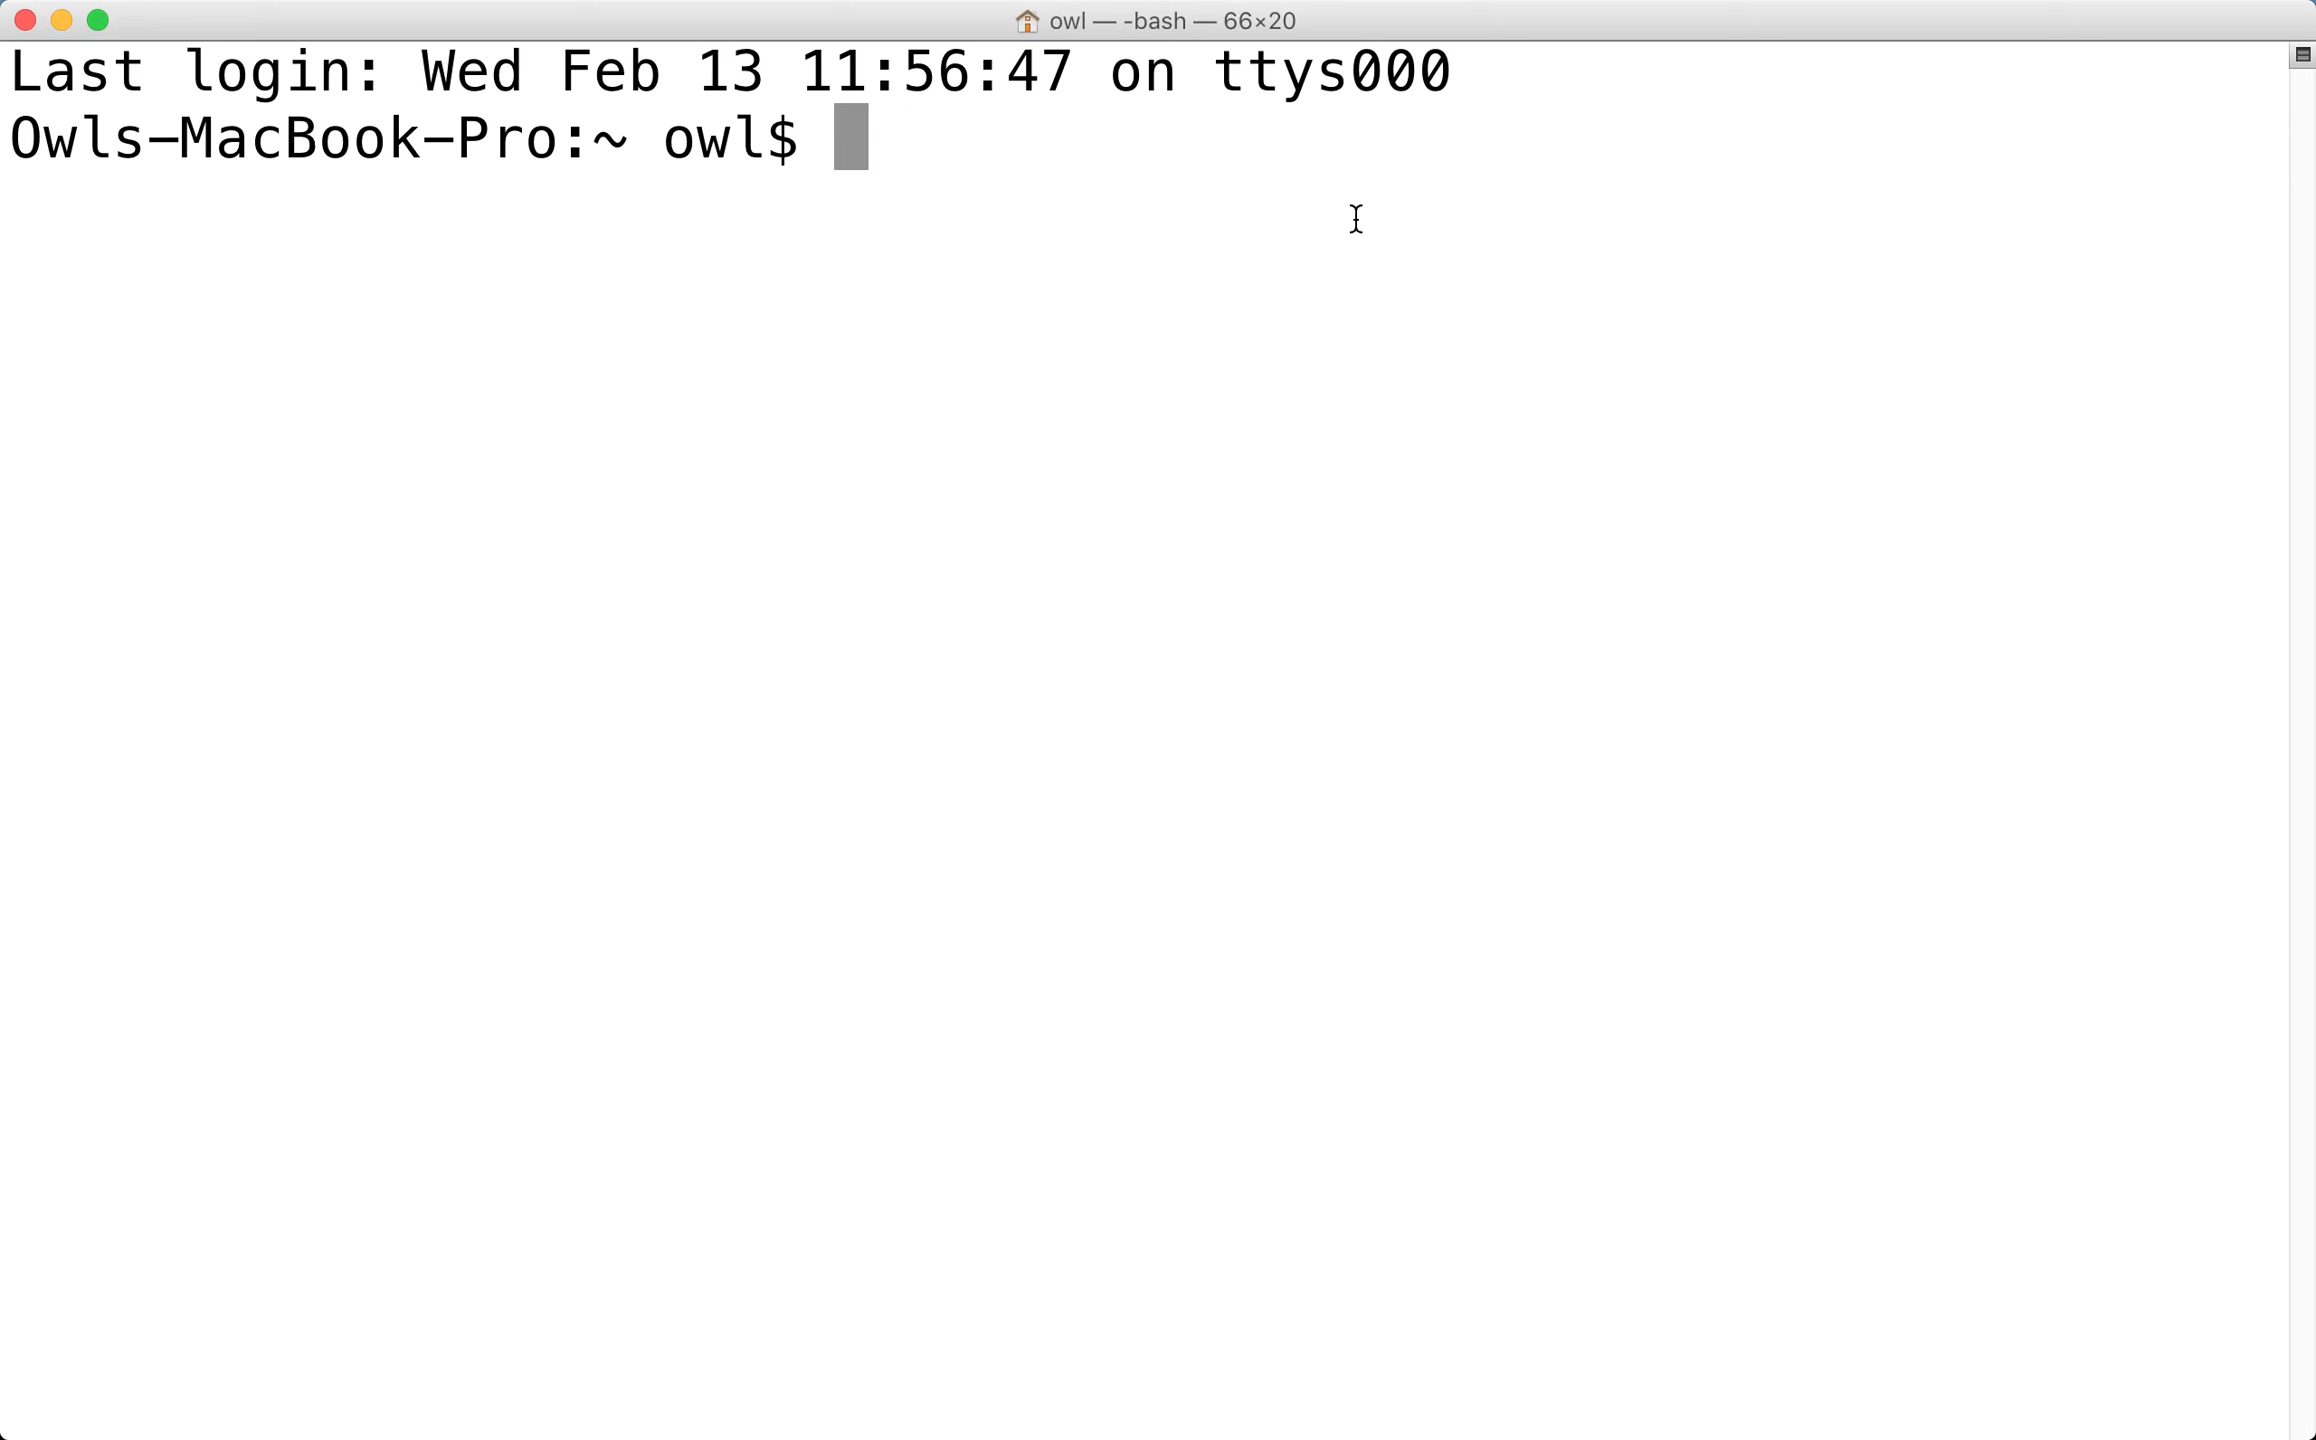 owl — -bash — 66×20
Last login: Wed Feb 13 11:56:47 on ttys000
Owls-MacBook-Pro:~ owl$